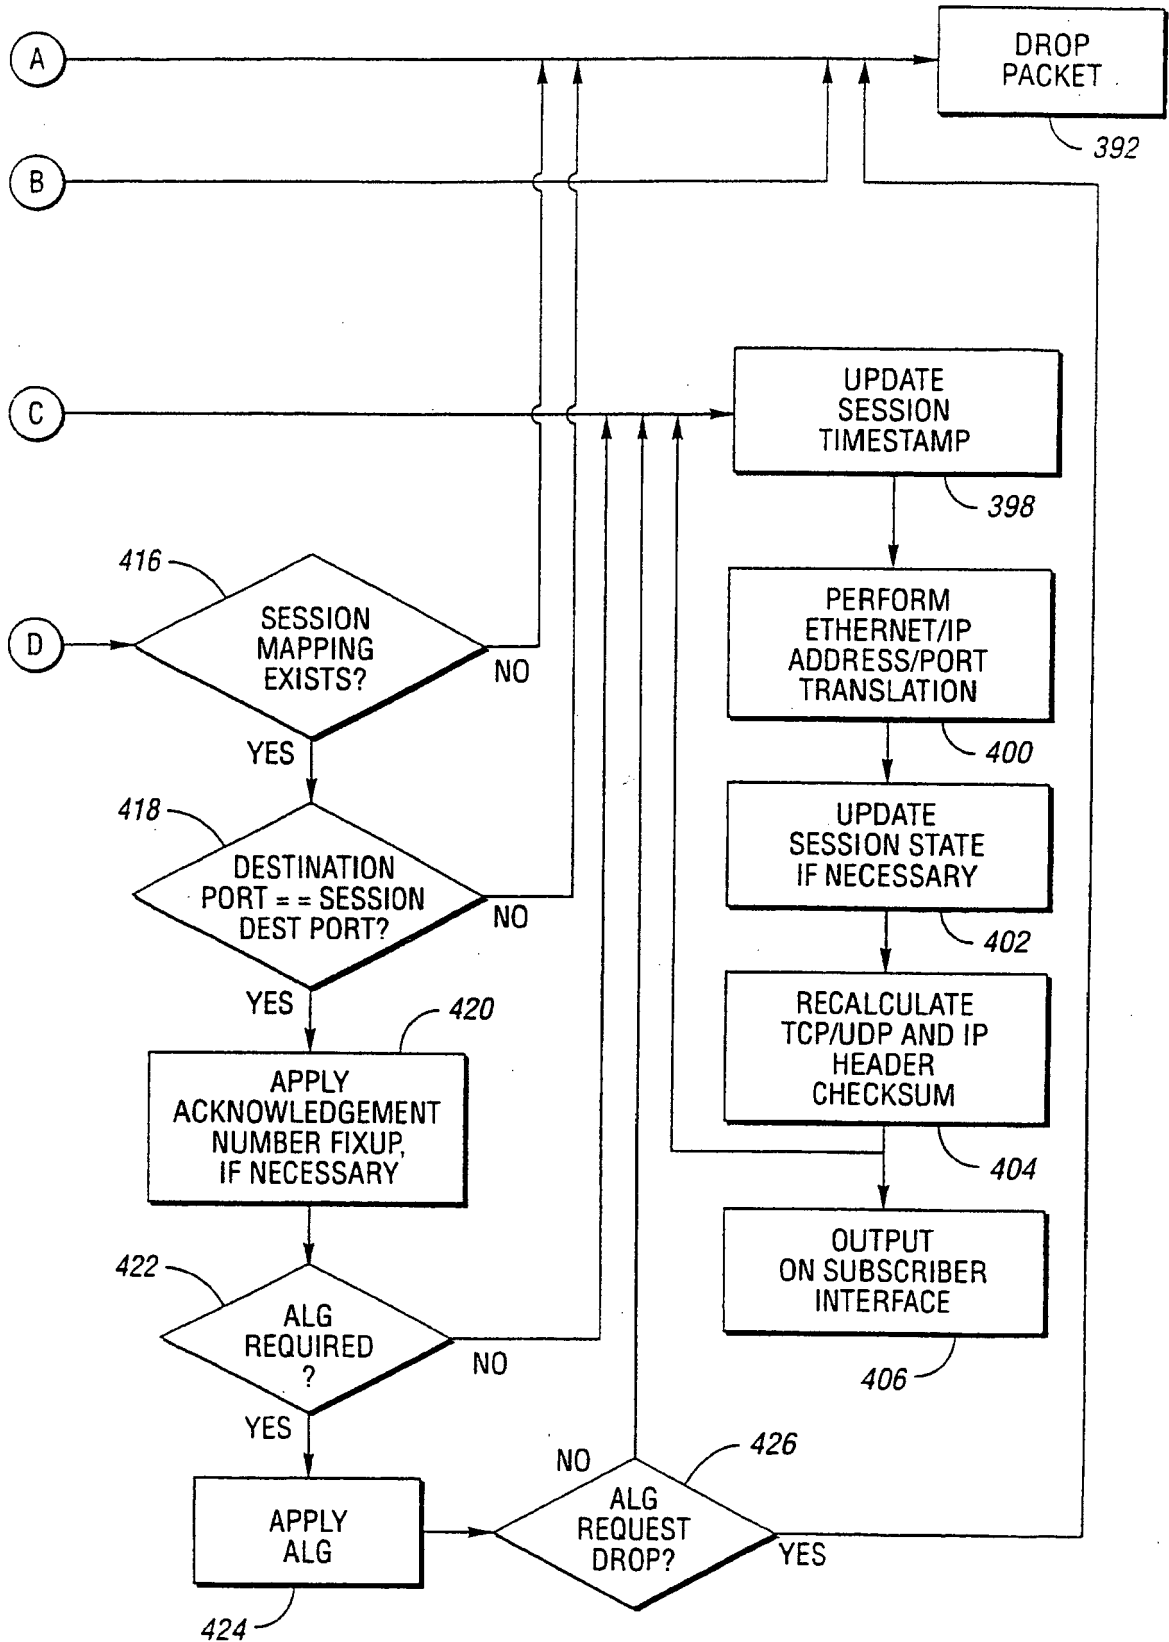 A
DROP
PACKET
392
B
C
UPDATE
SESSION
TIMESTAMP
398
416
D
SESSION
MAPPING
EXISTS?
NO
YES
PERFORM
ETHERNET/IP
ADDRESS/PORT
TRANSLATION
400
418
DESTINATION
PORT = = SESSION
DEST PORT?
NO
YES
UPDATE
SESSION STATE
IF NECESSARY
402
420
APPLY
ACKNOWLEDGEMENT
NUMBER FIXUP,
IF NECESSARY
RECALCULATE
TCP/UDP AND IP
HEADER
CHECKSUM
404
422
ALG
REQUIRED
?
NO
YES
OUTPUT
ON SUBSCRIBER
INTERFACE
406
APPLY
ALG
424
NO
426
ALG
REQUEST
DROP?
YES